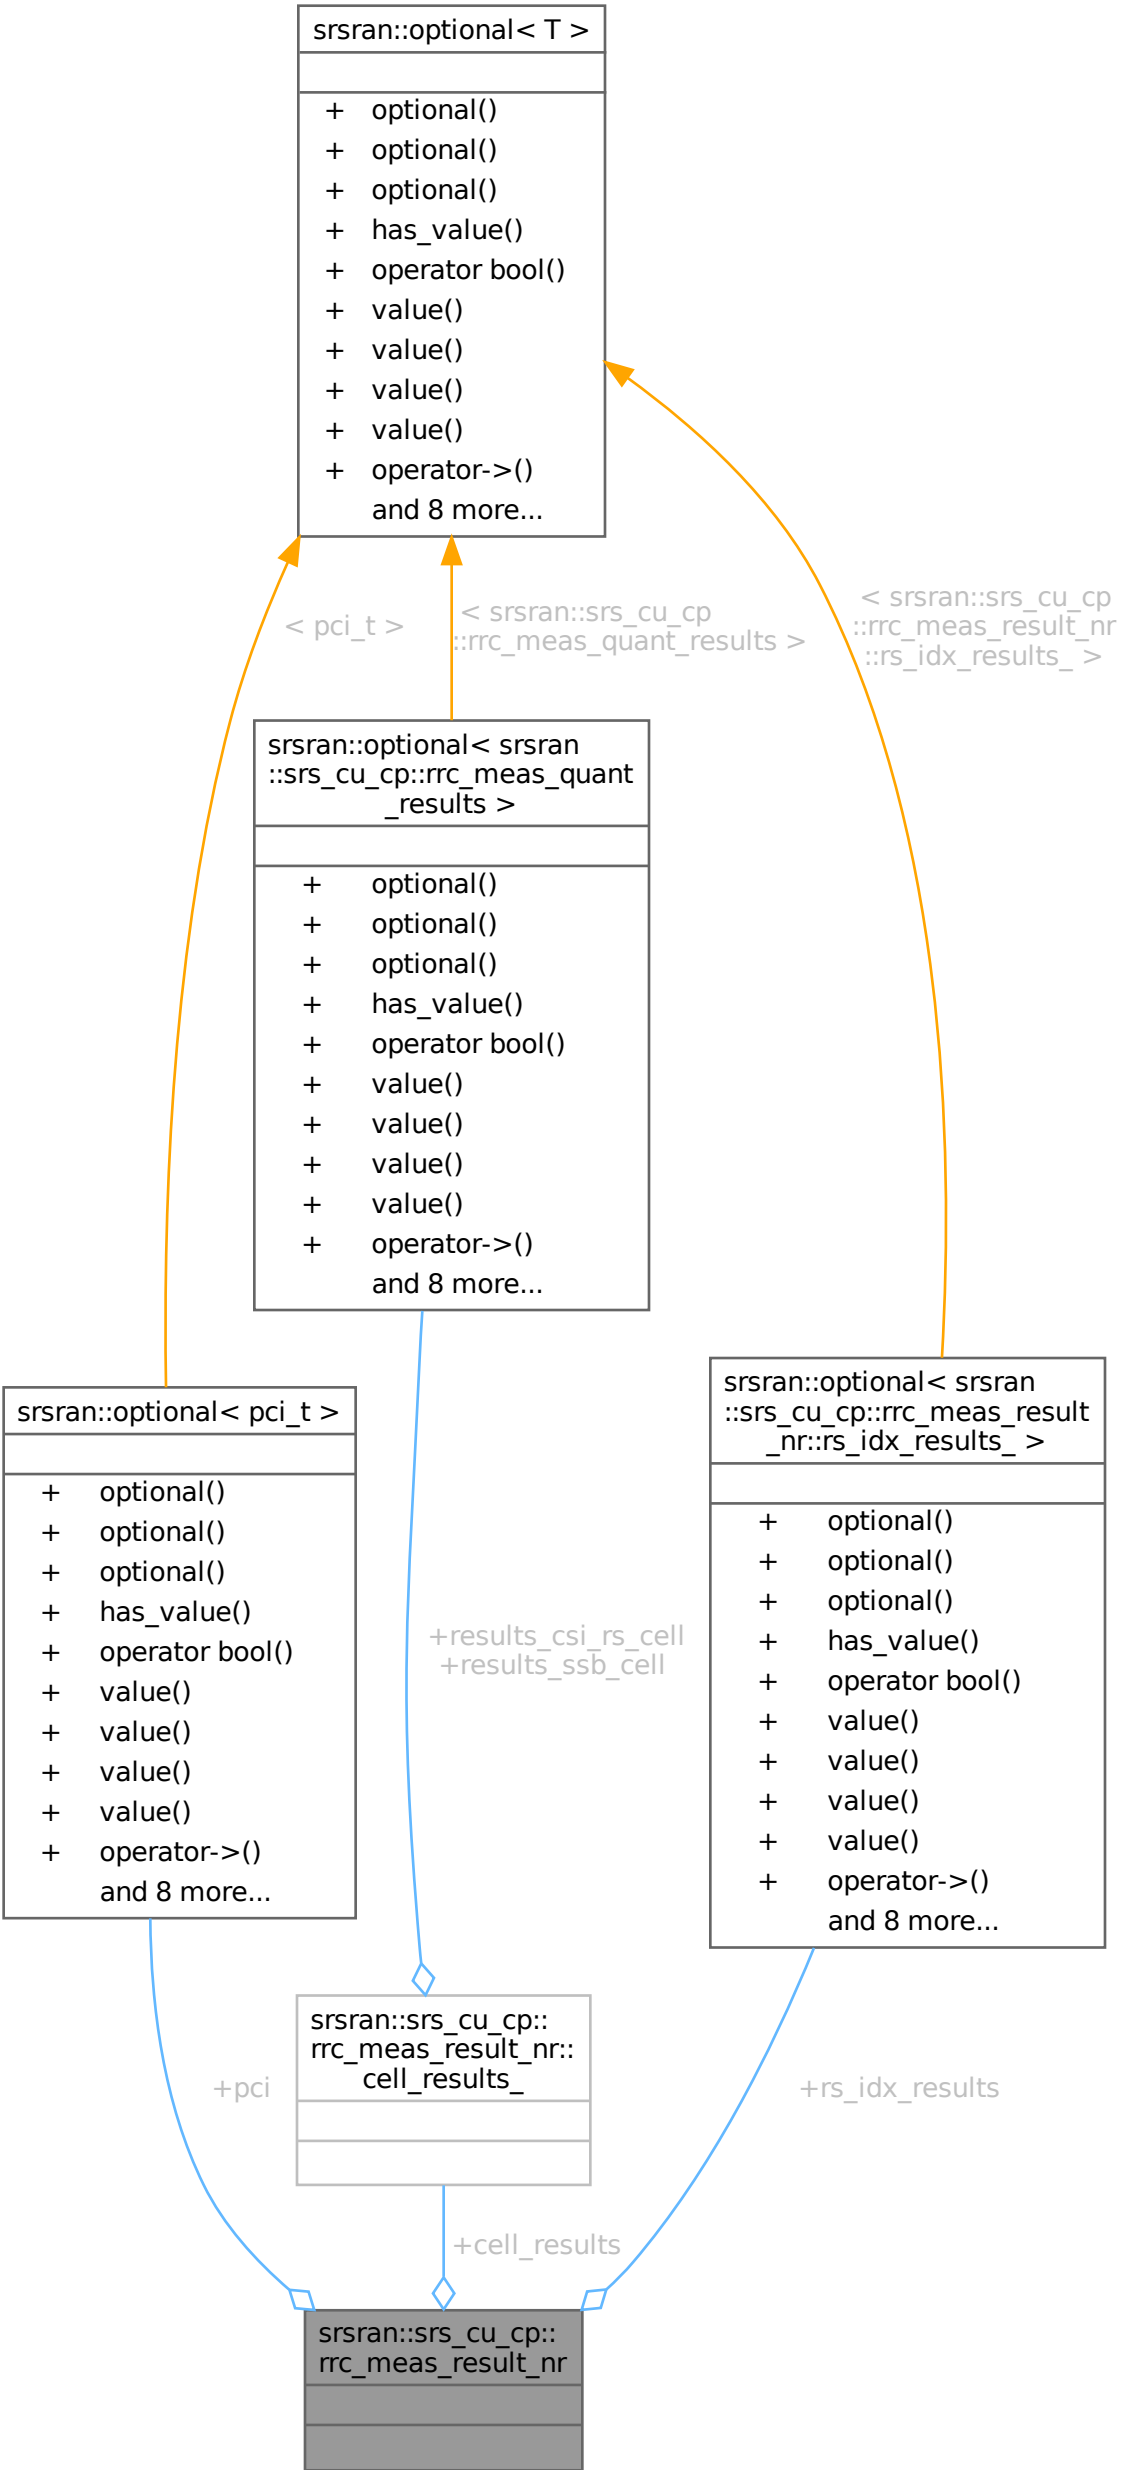 srsran::optional< T >
+ optional()
+ optional()
+ optional()
+ has_value()
+ operator bool()
+ value()
+ value()
+ value()
+ value()
+ operator->()
and 8 more...
< pci_t >
< srsran::srs_cu_cp
::rrc_meas_quant_results >
< srsran::srs_cu_cp
::rrc_meas_result_nr
::rs_idx_results_ >
srsran::optional< srsran
::srs_cu_cp::rrc_meas_quant
_results >
+ optional()
+ optional()
+ optional()
+ has_value()
+ operator bool()
+ value()
+ value()
+ value()
+ value()
+ operator->()
and 8 more...
srsran::optional< pci_t >
+ optional()
+ optional()
+ optional()
+ has_value()
+ operator bool()
+ value()
+ value()
+ value()
+ value()
+ operator->()
and 8 more...
+results_csi_rs_cell
+results_ssb_cell
srsran::optional< srsran
::srs_cu_cp::rrc_meas_result
_nr::rs_idx_results_ >
+ optional()
+ optional()
+ optional()
+ has_value()
+ operator bool()
+ value()
+ value()
+ value()
+ value()
+ operator->()
and 8 more...
srsran::srs_cu_cp::
rrc_meas_result_nr::
cell_results_
+pci
+rs_idx_results
+cell_results
srsran::srs_cu_cp::
rrc_meas_result_nr